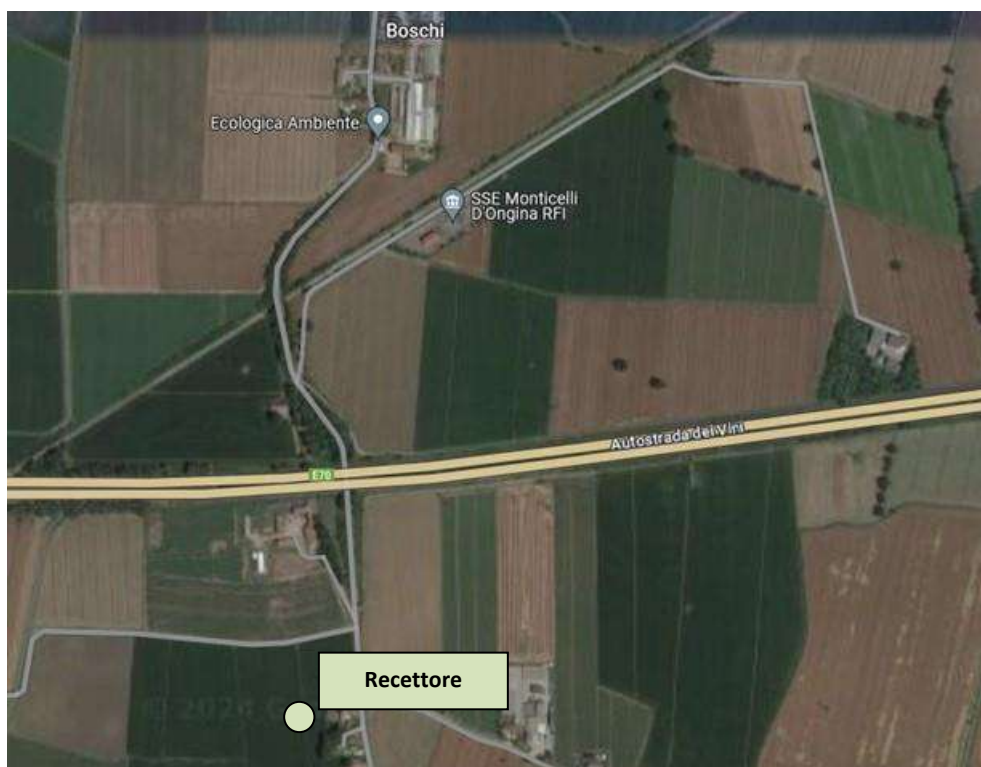 Boschi
Ecologica Ambiente
SSE Monticelli
D'Ongina RFI
Autostrada dei Vini
E70
Recettore